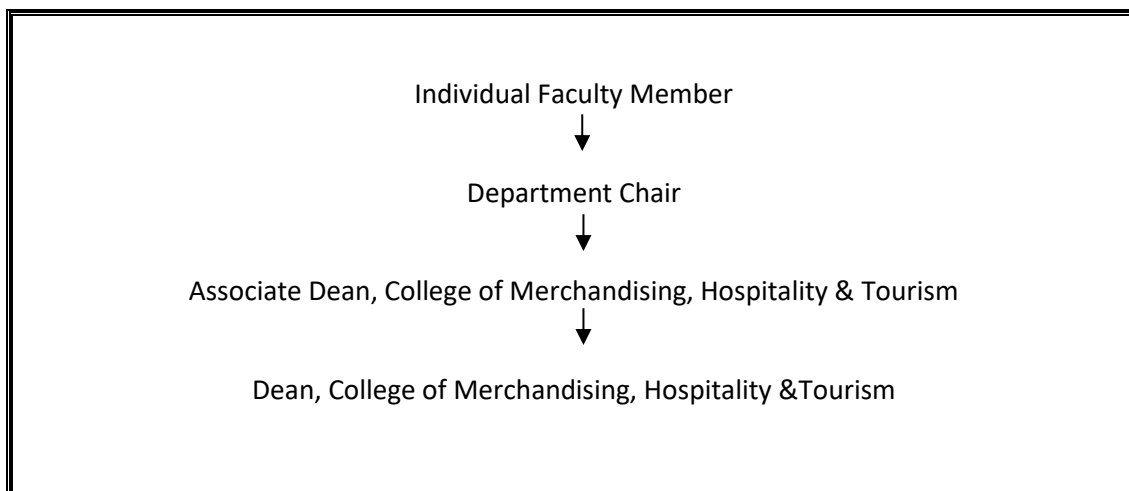 Individual Faculty Member
Department Chair
Associate Dean, College of Merchandising, Hospitality & Tourism
Dean, College of Merchandising, Hospitality &Tourism